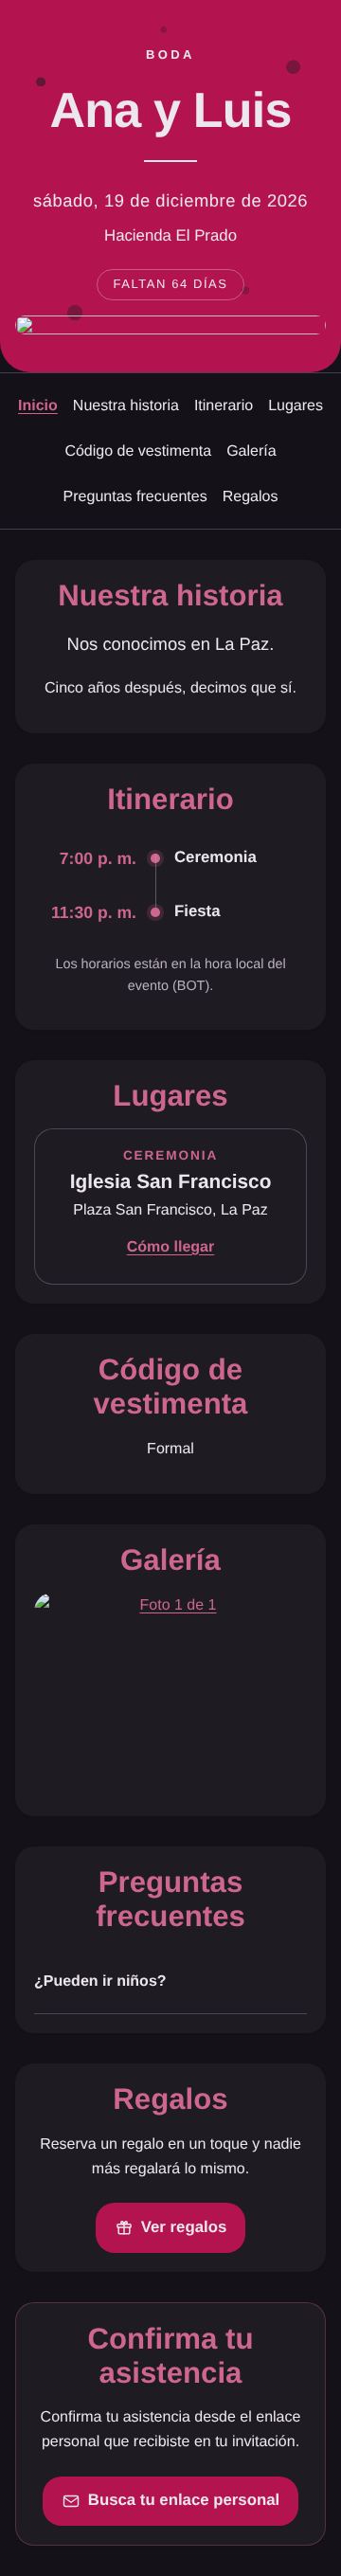 BODA
Ana y Luis
sábado, 19 de diciembre de 2026
Hacienda El Prado
FALTAN 64 DÍAS
Inicio Nuestra historia Itinerario Lugares
Código de vestimenta Galería
Preguntas frecuentes Regalos
Nuestra historia
Nos conocimos en La Paz.
Cinco años después, decimos que sí.
Itinerario
7:00 p. m. Ceremonia
11:30 p. m. Fiesta
Los horarios están en la hora local del
evento (BOT).
Lugares
CEREMONIA
Iglesia San Francisco
Plaza San Francisco, La Paz
Cómo llegar
Código de
vestimenta
Formal
Galería
Foto 1 de 1
Preguntas
frecuentes
¿Pueden ir niños?
Regalos
Reserva un regalo en un toque y nadie
más regalará lo mismo.
Ver regalos
Confirma tu
asistencia
Confirma tu asistencia desde el enlace
personal que recibiste en tu invitación.
Busca tu enlace personal